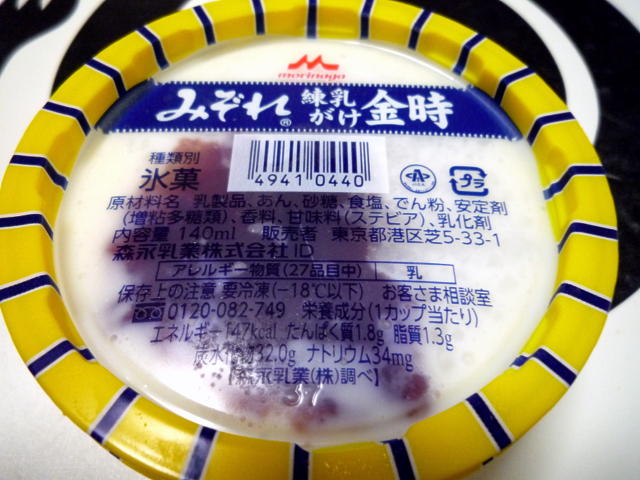 morinaga
みぞれ® 練乳がけ 金時
種類別
氷菓
4941 0440
プラ
原材料名 乳製品、あん、砂糖、食塩、でん粉、安定剤
(増粘多糖類)、香料、甘味料(ステビア)、乳化剤
内容量 140ml 販売者 東京都港区芝5-33-1
森永乳業株式会社 ID
アレルギー物質(27品目中) 乳
保存上の注意 要冷凍(-18℃以下) お客さま相談室
0120-082-749 栄養成分(1カップ当たり)
エネルギー147kcal たんぱく質1.8g 脂質1.3g
炭水化物32.0g ナトリウム34mg
【森永乳業(株)調べ】